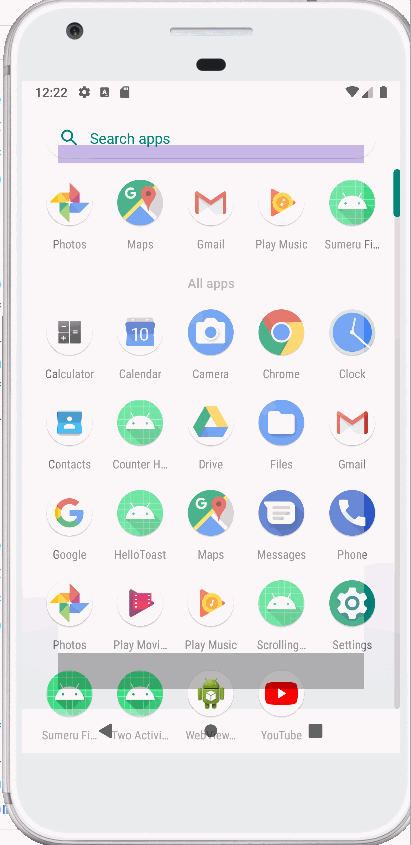 12:22
Search apps
Photos Maps Gmail Play Music Sumeru Fi...
All apps
Calculator Calendar Camera Chrome Clock
10
Contacts Counter H... Drive Files Gmail
Google HelloToast Maps Messages Phone
Photos Play Movi... Play Music Scrolling... Settings
Sumeru Fi... Two Activi... WebView... YouTube